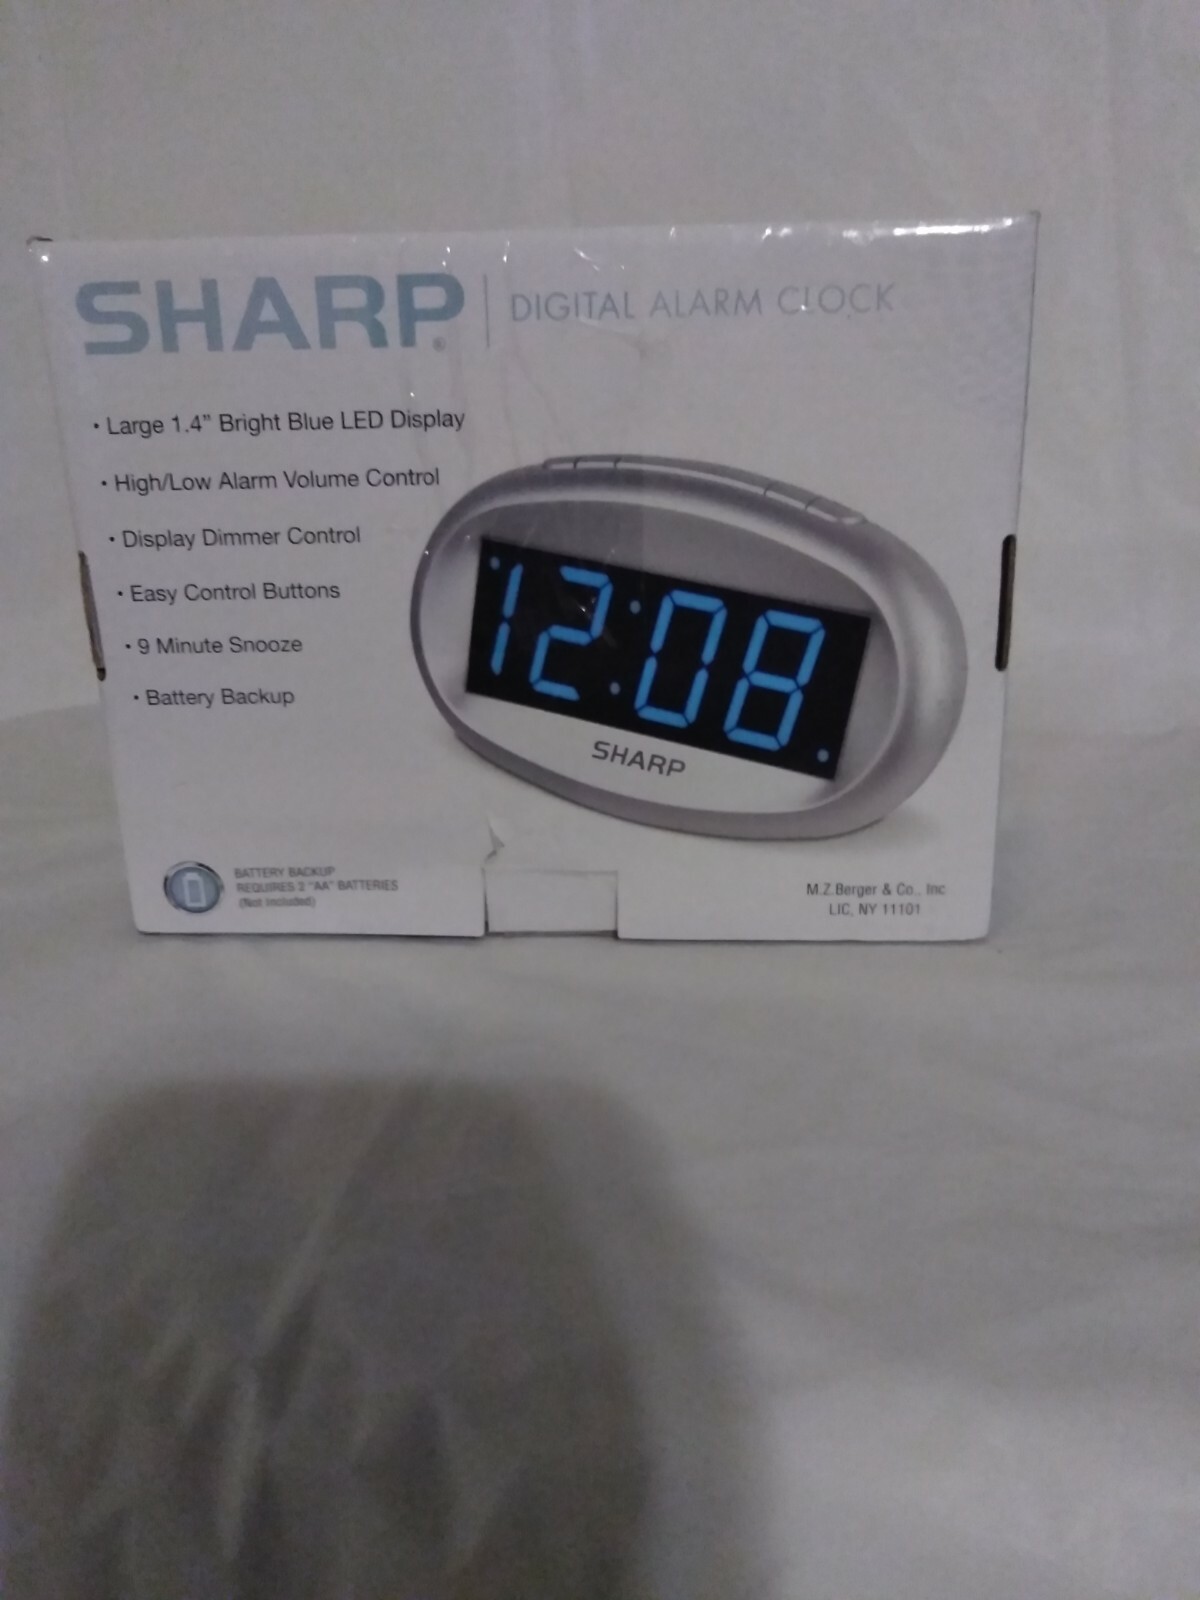 SHARP® | DIGITAL ALARM CLOCK
• Large 1.4" Bright Blue LED Display
• High/Low Alarm Volume Control
• Display Dimmer Control
• Easy Control Buttons
• 9 Minute Snooze
• Battery Backup
12:08
SHARP
BATTERY BACKUP
REQUIRES 2 "AA" BATTERIES
(Not Included)
M.Z.Berger & Co., Inc
LIC, NY 11101